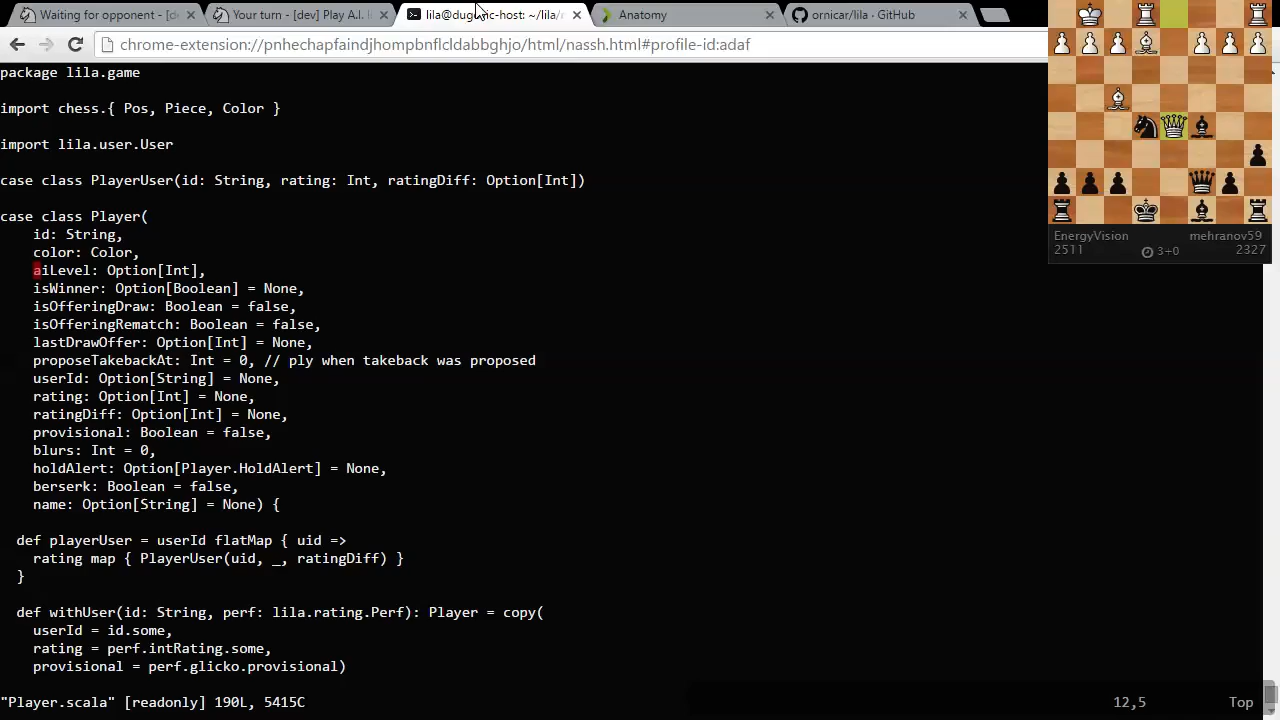 Waiting for opponent - [de
Your turn - [dev] Play A.I. l
lila@dug
ic-host: ~/lila/r
Anatomy
ornicar/lila · GitHub
chrome-extension://pnhechapfaindjhompbnflcldabbghjo/html/nassh.html#profile-id:adaf
package lila.game
import chess.{ Pos, Piece, Color }
import lila.user.User
case class PlayerUser(id: String, rating: Int, ratingDiff: Option[Int])
case class Player(
    id: String,
    color: Color,
    aiLevel: Option[Int],
    isWinner: Option[Boolean] = None,
    isOfferingDraw: Boolean = false,
    isOfferingRematch: Boolean = false,
    lastDrawOffer: Option[Int] = None,
    proposeTakebackAt: Int = 0, // ply when takeback was proposed
    userId: Option[String] = None,
    rating: Option[Int] = None,
    ratingDiff: Option[Int] = None,
    provisional: Boolean = false,
    blurs: Int = 0,
    holdAlert: Option[Player.HoldAlert] = None,
    berserk: Boolean = false,
    name: Option[String] = None) {
  def playerUser = userId flatMap { uid =>
    rating map { PlayerUser(uid, _, ratingDiff) }
  }
  def withUser(id: String, perf: lila.rating.Perf): Player = copy(
    userId = id.some,
    rating = perf.intRating.some,
    provisional = perf.glicko.provisional)
"Player.scala" [readonly] 190L, 5415C
12,5
Top
EnergyVision
mehranov59
2511
3+0
2327